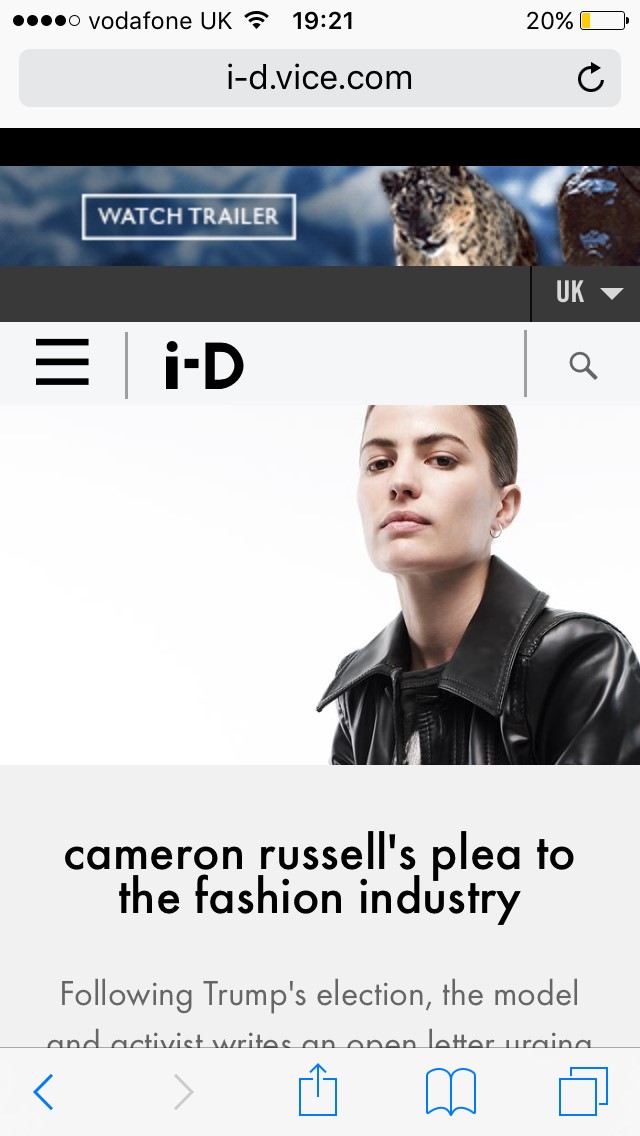 vodafone UK 19:21 20%
i-d.vice.com
WATCH TRAILER
UK
i-D
cameron russell's plea to
the fashion industry
Following Trump's election, the model
and activist writes an open letter urging